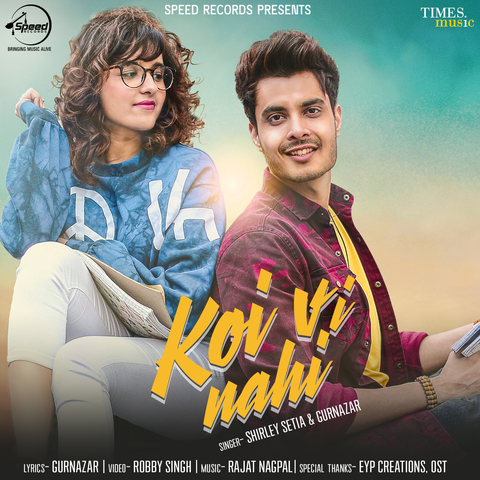 SPEED RECORDS PRESENTS
Speed
RECORDS
BRINGING MUSIC ALIVE
TIMES
music
Koi vi
nahi
SINGER- SHIRLEY SETIA & GURNAZAR
LYRICS- GURNAZAR | VIDEO- ROBBY SINGH | MUSIC- RAJAT NAGPAL | SPECIAL THANKS- EYP CREATIONS, OST